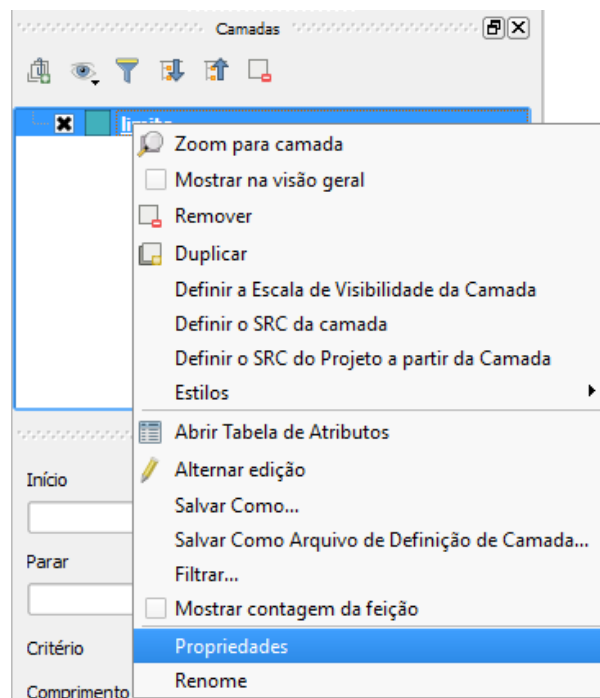 Camadas
limite
Zoom para camada
Mostrar na visão geral
Remover
Duplicar
Definir a Escala de Visibilidade da Camada
Definir o SRC da camada
Definir o SRC do Projeto a partir da Camada
Estilos
Abrir Tabela de Atributos
Alternar edição
Salvar Como...
Salvar Como Arquivo de Definição de Camada...
Filtrar...
Mostrar contagem da feição
Propriedades
Renome
Início
Parar
Critério
Comprimento